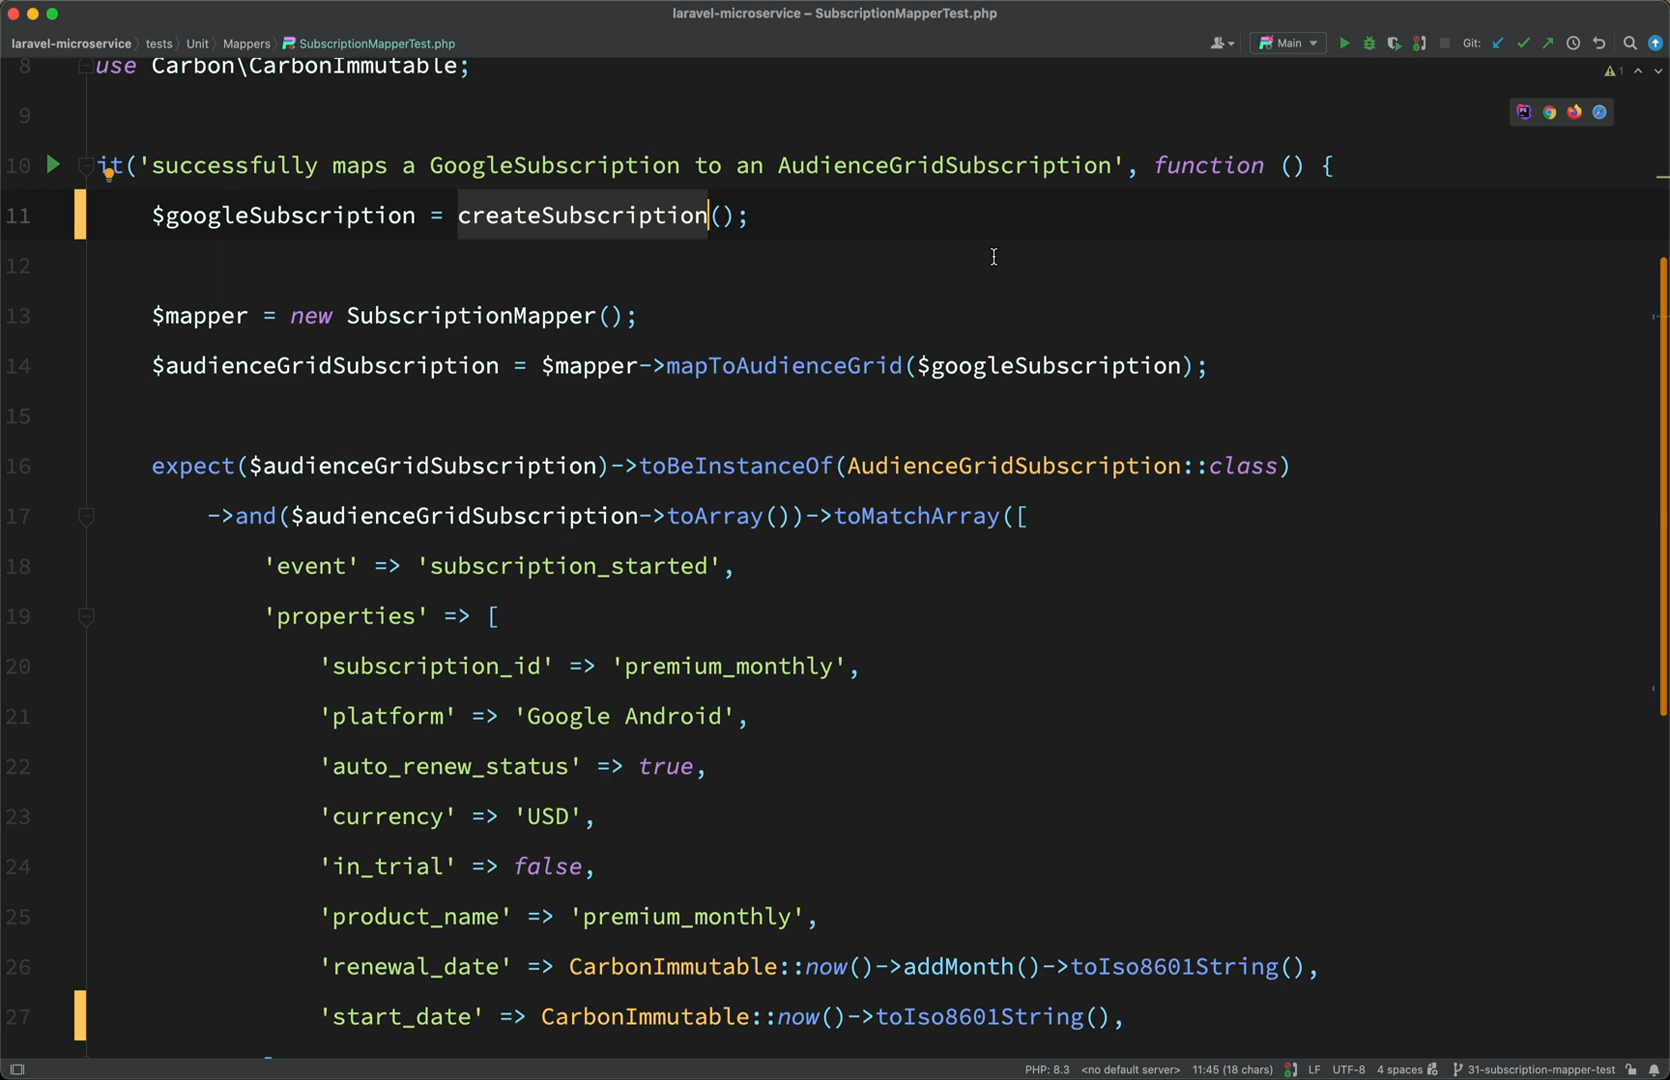 laravel-microservice – SubscriptionMapperTest.php
laravel-microservice tests Unit Mappers SubscriptionMapperTest.php Main Git:
8 use Carbon\CarbonImmutable; 1
9
10 it('successfully maps a GoogleSubscription to an AudienceGridSubscription', function () {
11 $googleSubscription = createSubscription();
12
13 $mapper = new SubscriptionMapper();
14 $audienceGridSubscription = $mapper->mapToAudienceGrid($googleSubscription);
15
16 expect($audienceGridSubscription)->toBeInstanceOf(AudienceGridSubscription::class)
17 ->and($audienceGridSubscription->toArray())->toMatchArray([
18 'event' => 'subscription_started',
19 'properties' => [
20 'subscription_id' => 'premium_monthly',
21 'platform' => 'Google Android',
22 'auto_renew_status' => true,
23 'currency' => 'USD',
24 'in_trial' => false,
25 'product_name' => 'premium_monthly',
26 'renewal_date' => CarbonImmutable::now()->addMonth()->toIso8601String(),
27 'start_date' => CarbonImmutable::now()->toIso8601String(),
PHP: 8.3 <no default server> 11:45 (18 chars) LF UTF-8 4 spaces 31-subscription-mapper-test